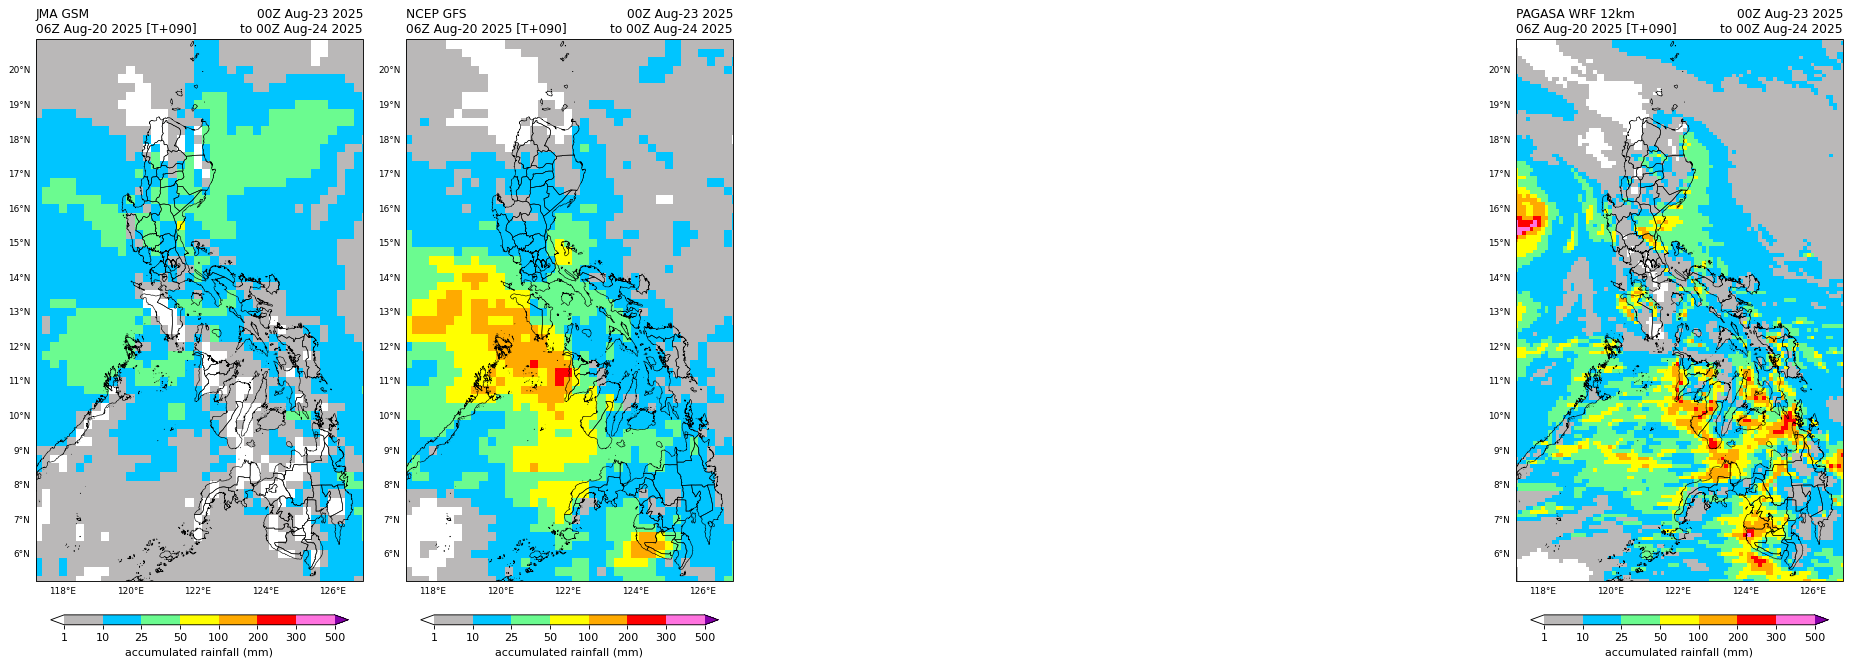 JMA GSM 00Z Aug-23 2025
06Z Aug-20 2025 [T+090] to 00Z Aug-24 2025
20°N
19°N
18°N
17°N
16°N
15°N
14°N
13°N
12°N
11°N
10°N
9°N
8°N
7°N
6°N
118°E 120°E 122°E 124°E 126°E
1 10 25 50 100 200 300 500
accumulated rainfall (mm)
NCEP GFS 00Z Aug-23 2025
06Z Aug-20 2025 [T+090] to 00Z Aug-24 2025
20°N
19°N
18°N
17°N
16°N
15°N
14°N
13°N
12°N
11°N
10°N
9°N
8°N
7°N
6°N
118°E 120°E 122°E 124°E 126°E
1 10 25 50 100 200 300 500
accumulated rainfall (mm)
PAGASA WRF 12km 00Z Aug-23 2025
06Z Aug-20 2025 [T+090] to 00Z Aug-24 2025
20°N
19°N
18°N
17°N
16°N
15°N
14°N
13°N
12°N
11°N
10°N
9°N
8°N
7°N
6°N
118°E 120°E 122°E 124°E 126°E
1 10 25 50 100 200 300 500
accumulated rainfall (mm)